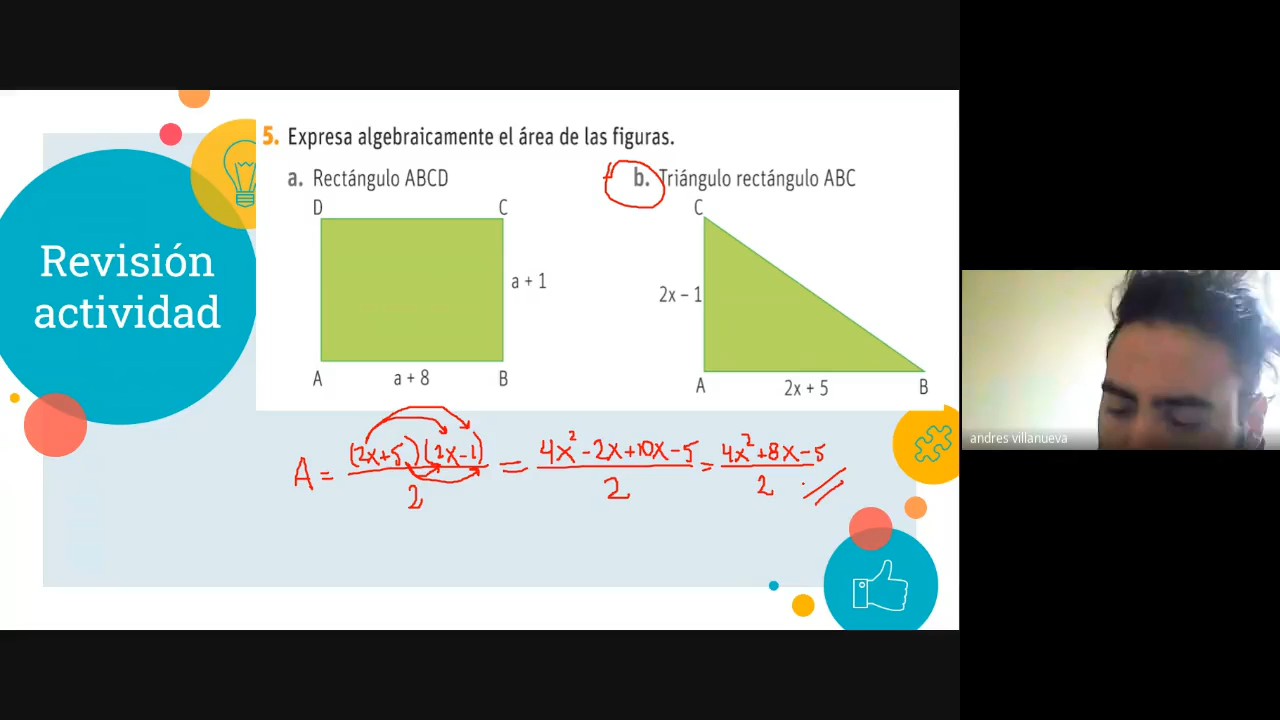 Revisión
actividad
5. Expresa algebraicamente el área de las figuras.
a. Rectángulo ABCD
D C
a + 1
A a + 8 B
b. Triángulo rectángulo ABC
C
2x – 1
A 2x + 5 B
A = (2x+5)(2x-1)/2 = 4x²-2x+10x-5/2 = 4x²+8x-5/2 //
andres villanueva